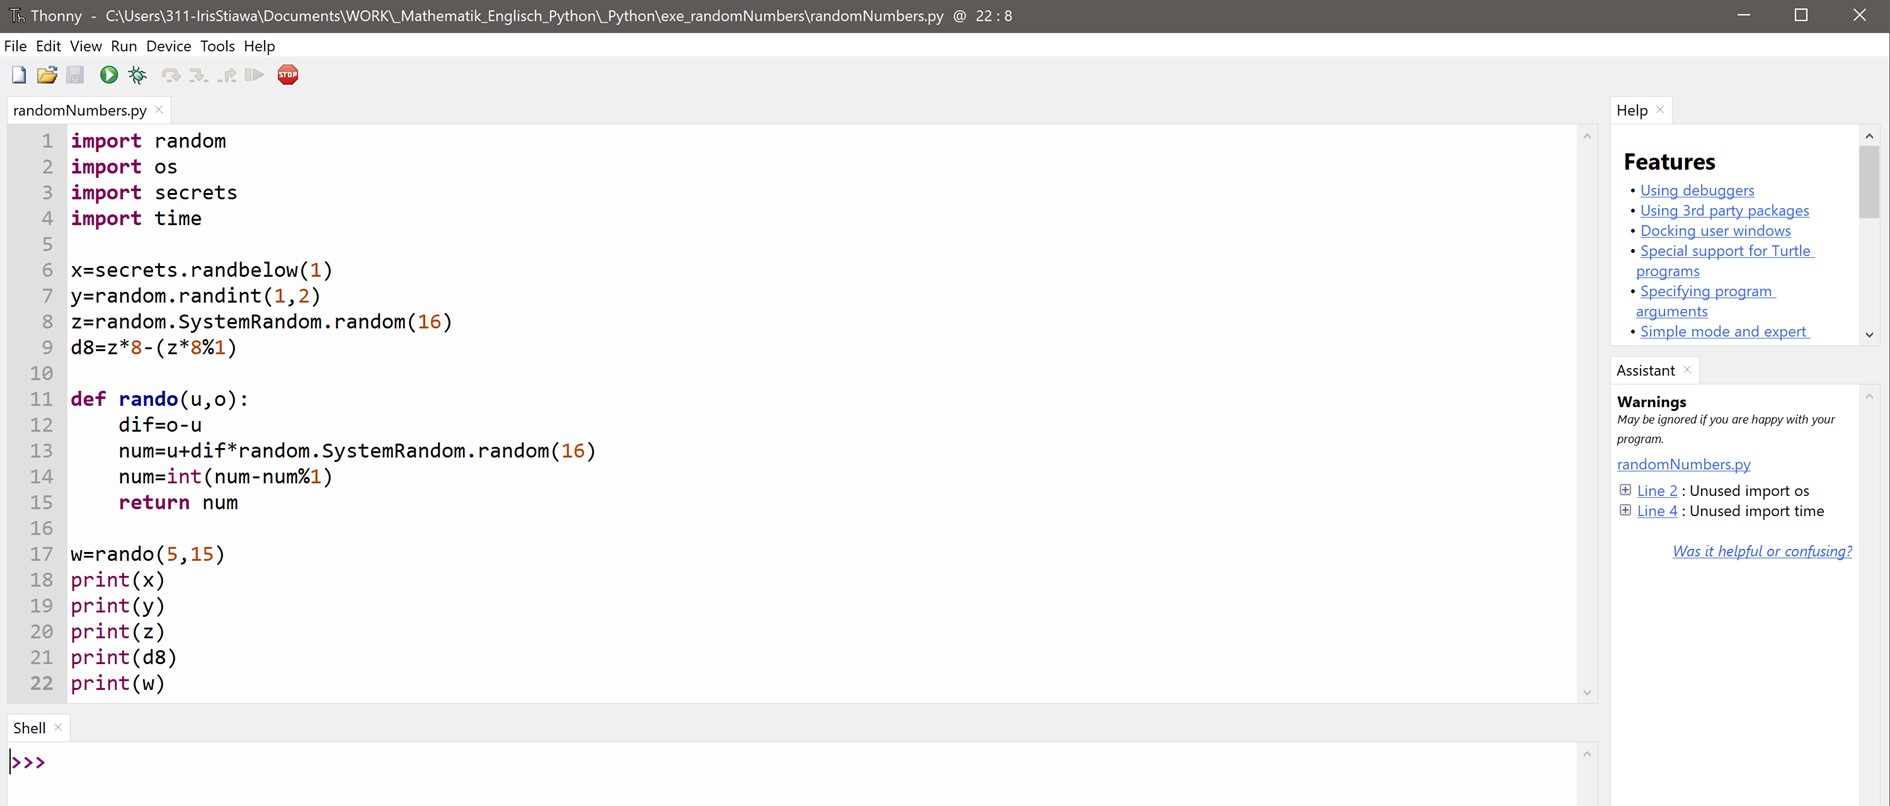 Thonny - C:\Users\311-IrisStiawa\Documents\WORK\_Mathematik_Englisch_Python\_Python\exe_randomNumbers\randomNumbers.py @ 22 : 8
File Edit View Run Device Tools Help
STOP
randomNumbers.py
1 import random
2 import os
3 import secrets
4 import time
5
6 x=secrets.randbelow(1)
7 y=random.randint(1,2)
8 z=random.SystemRandom.random(16)
9 d8=z*8-(z*8%1)
10
11 def rando(u,o):
12     dif=o-u
13     num=u+dif*random.SystemRandom.random(16)
14     num=int(num-num%1)
15     return num
16
17 w=rando(5,15)
18 print(x)
19 print(y)
20 print(z)
21 print(d8)
22 print(w)
Shell
>>>
Help
Features
• Using debuggers
• Using 3rd party packages
• Docking user windows
• Special support for Turtle
programs
• Specifying program
arguments
• Simple mode and expert
Assistant
Warnings
May be ignored if you are happy with your
program.
randomNumbers.py
Line 2 : Unused import os
Line 4 : Unused import time
Was it helpful or confusing?